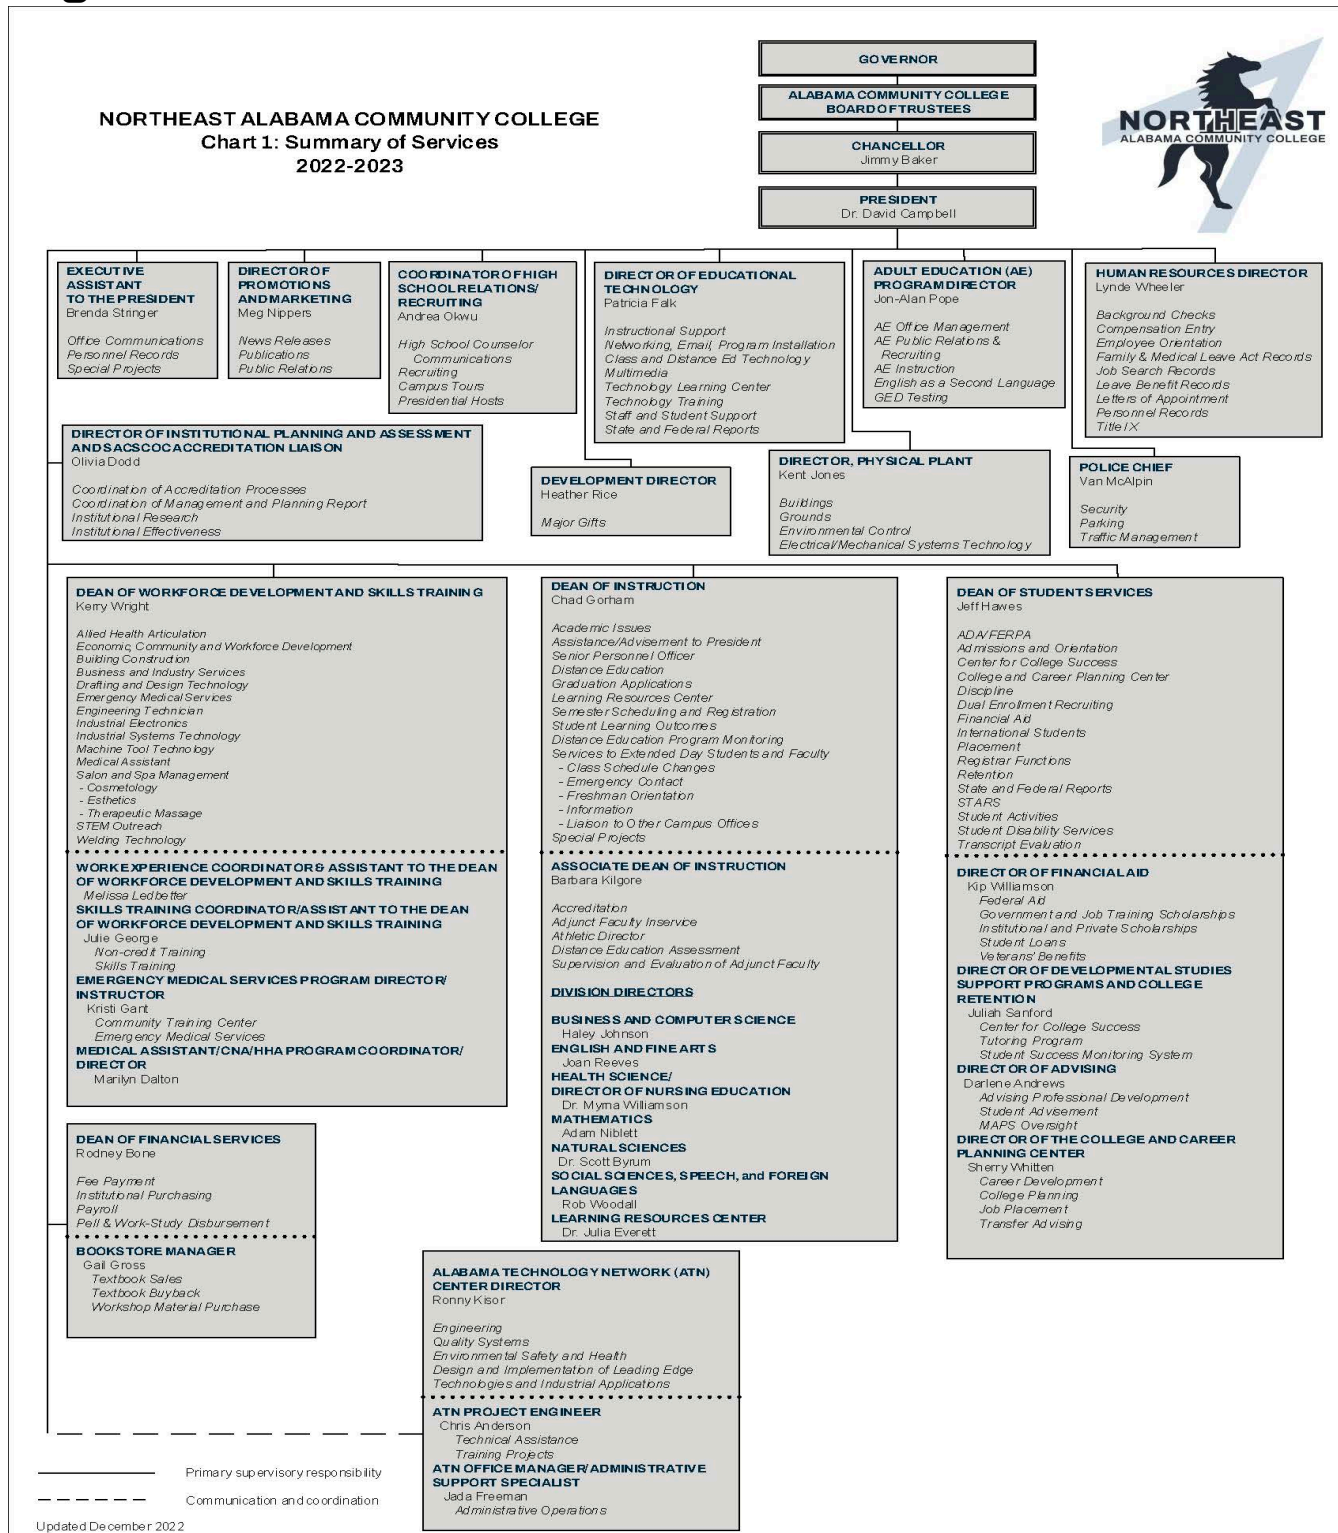 NORTHEAST ALABAMA COMMUNITY COLLEGE
Chart 1: Summary of Services
2022-2023
GOVERNOR
ALABAMA COMMUNITY COLLEGE
BOARD OF TRUSTEES
CHANCELLOR
Jimmy Baker
PRESIDENT
Dr. David Campbell
NORTHEAST
ALABAMA COMMUNITY COLLEGE
EXECUTIVE
ASSISTANT
TO THE PRESIDENT
Brenda Stringer
Office Communications
Personnel Records
Special Projects
DIRECTOR OF
PROMOTIONS
AND MARKETING
Meg Nippers
News Releases
Publications
Public Relations
COORDINATOR OF HIGH
SCHOOL RELATIONS/
RECRUITING
Andrea Okwu
High School Counselor
Communications
Recruiting
Campus Tours
Presidential Hosts
DIRECTOR OF EDUCATIONAL
TECHNOLOGY
Patricia Falk
Instructional Support
Networking, Email, Program Installation
Class and Distance Ed Technology
Multimedia
Technology Learning Center
Technology Training
Staff and Student Support
State and Federal Reports
ADULT EDUCATION (AE)
PROGRAM DIRECTOR
Jon-Alan Pope
AE Office Management
AE Public Relations &
Recruiting
AE Instruction
English as a Second Language
GED Testing
HUMAN RESOURCES DIRECTOR
Lynde Wheeler
Background Checks
Compensation Entry
Employee Orientation
Family & Medical Leave Act Records
Job Search Records
Leave Benefit Records
Letters of Appointment
Personnel Records
Title IX
DIRECTOR OF INSTITUTIONAL PLANNING AND ASSESSMENT
AND SACSCOC ACCREDITATION LIAISON
Olivia Dodd
Coordination of Accreditation Processes
Coordination of Management and Planning Report
Institutional Research
Institutional Effectiveness
DEVELOPMENT DIRECTOR
Heather Rice
Major Gifts
DIRECTOR, PHYSICAL PLANT
Kent Jones
Buildings
Grounds
Environmental Control
Electrical/Mechanical Systems Technology
POLICE CHIEF
Van McAlpin
Security
Parking
Traffic Management
DEAN OF WORKFORCE DEVELOPMENT AND SKILLS TRAINING
Kerry Wright
Allied Health Articulation
Economic, Community and Workforce Development
Building Construction
Business and Industry Services
Drafting and Design Technology
Emergency Medical Services
Engineering Technician
Industrial Electronics
Industrial Systems Technology
Machine Tool Technology
Medical Assistant
Salon and Spa Management
- Cosmetology
- Esthetics
- Therapeutic Massage
STEM Outreach
Welding Technology
WORK EXPERIENCE COORDINATOR & ASSISTANT TO THE DEAN
OF WORKFORCE DEVELOPMENT AND SKILLS TRAINING
Melissa Ledbetter
SKILLS TRAINING COORDINATOR/ASSISTANT TO THE DEAN
OF WORKFORCE DEVELOPMENT AND SKILLS TRAINING
Julie George
Non-credit Training
Skills Training
EMERGENCY MEDICAL SERVICES PROGRAM DIRECTOR/
INSTRUCTOR
Kristi Gant
Community Training Center
Emergency Medical Services
MEDICAL ASSISTANT/CNA/HHA PROGRAM COORDINATOR/
DIRECTOR
Marilyn Dalton
DEAN OF INSTRUCTION
Chad Gorham
Academic Issues
Assistance/Advisement to President
Senior Personnel Officer
Distance Education
Graduation Applications
Learning Resources Center
Semester Scheduling and Registration
Student Learning Outcomes
Distance Education Program Monitoring
Services to Extended Day Students and Faculty
- Class Schedule Changes
- Emergency Contact
- Freshman Orientation
- Information
- Liaison to Other Campus Offices
Special Projects
ASSOCIATE DEAN OF INSTRUCTION
Barbara Kilgore
Accreditation
Adjunct Faculty Inservice
Athletic Director
Distance Education Assessment
Supervision and Evaluation of Adjunct Faculty
DIVISION DIRECTORS
BUSINESS AND COMPUTER SCIENCE
Haley Johnson
ENGLISH AND FINE ARTS
Joan Reeves
HEALTH SCIENCE/
DIRECTOR OF NURSING EDUCATION
Dr. Myrna Williamson
MATHEMATICS
Adam Niblett
NATURAL SCIENCES
Dr. Scott Byrum
SOCIAL SCIENCES, SPEECH, and FOREIGN
LANGUAGES
Rob Woodall
LEARNING RESOURCES CENTER
Dr. Julia Everett
DEAN OF STUDENT SERVICES
Jeff Hawes
ADA/FERPA
Admissions and Orientation
Center for College Success
College and Career Planning Center
Discipline
Dual Enrollment Recruiting
Financial Aid
International Students
Placement
Registrar Functions
Retention
State and Federal Reports
STARS
Student Activities
Student Disability Services
Transcript Evaluation
DIRECTOR OF FINANCIAL AID
Kip Williamson
Federal Aid
Government and Job Training Scholarships
Institutional and Private Scholarships
Student Loans
Veterans' Benefits
DIRECTOR OF DEVELOPMENTAL STUDIES
SUPPORT PROGRAMS AND COLLEGE
RETENTION
Juliah Sanford
Center for College Success
Tutoring Program
Student Success Monitoring System
DIRECTOR OF ADVISING
Darlene Andrews
Advising Professional Development
Student Advisement
MAPS Oversight
DIRECTOR OF THE COLLEGE AND CAREER
PLANNING CENTER
Sherry Whitten
Career Development
College Planning
Job Placement
Transfer Advising
DEAN OF FINANCIAL SERVICES
Rodney Bone
Fee Payment
Institutional Purchasing
Payroll
Pell & Work-Study Disbursement
BOOKSTORE MANAGER
Gail Gross
Textbook Sales
Textbook Buyback
Workshop Material Purchase
ALABAMA TECHNOLOGY NETWORK (ATN)
CENTER DIRECTOR
Ronny Kisor
Engineering
Quality Systems
Environmental Safety and Health
Design and Implementation of Leading Edge
Technologies and Industrial Applications
ATN PROJECT ENGINEER
Chris Anderson
Technical Assistance
Training Projects
ATN OFFICE MANAGER/ADMINISTRATIVE
SUPPORT SPECIALIST
Jada Freeman
Administrative Operations
Primary supervisory responsibility
Communication and coordination
Updated December 2022